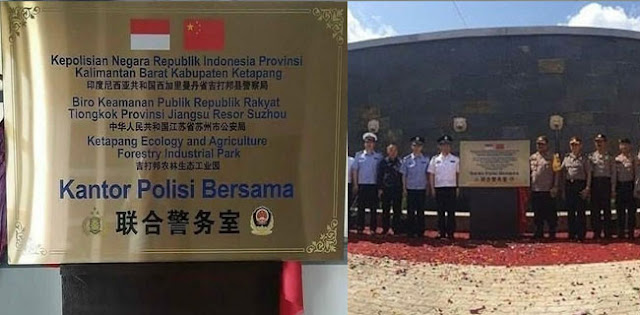 Kepolisian Negara Republik Indonesia Provinsi
Kalimantan Barat Kabupaten Ketapang
印度尼西亚共和国西加里曼丹省吉打邦县警察局
Biro Keamanan Publik Republik Rakyat
Tiongkok Provinsi Jiangsu Resor Suzhou
中华人民共和国江苏省苏州市公安局
Ketapang Ecology and Agriculture
Forestry Industrial Park
吉打邦农林生态工业园
Kantor Polisi Bersama
联合警务室